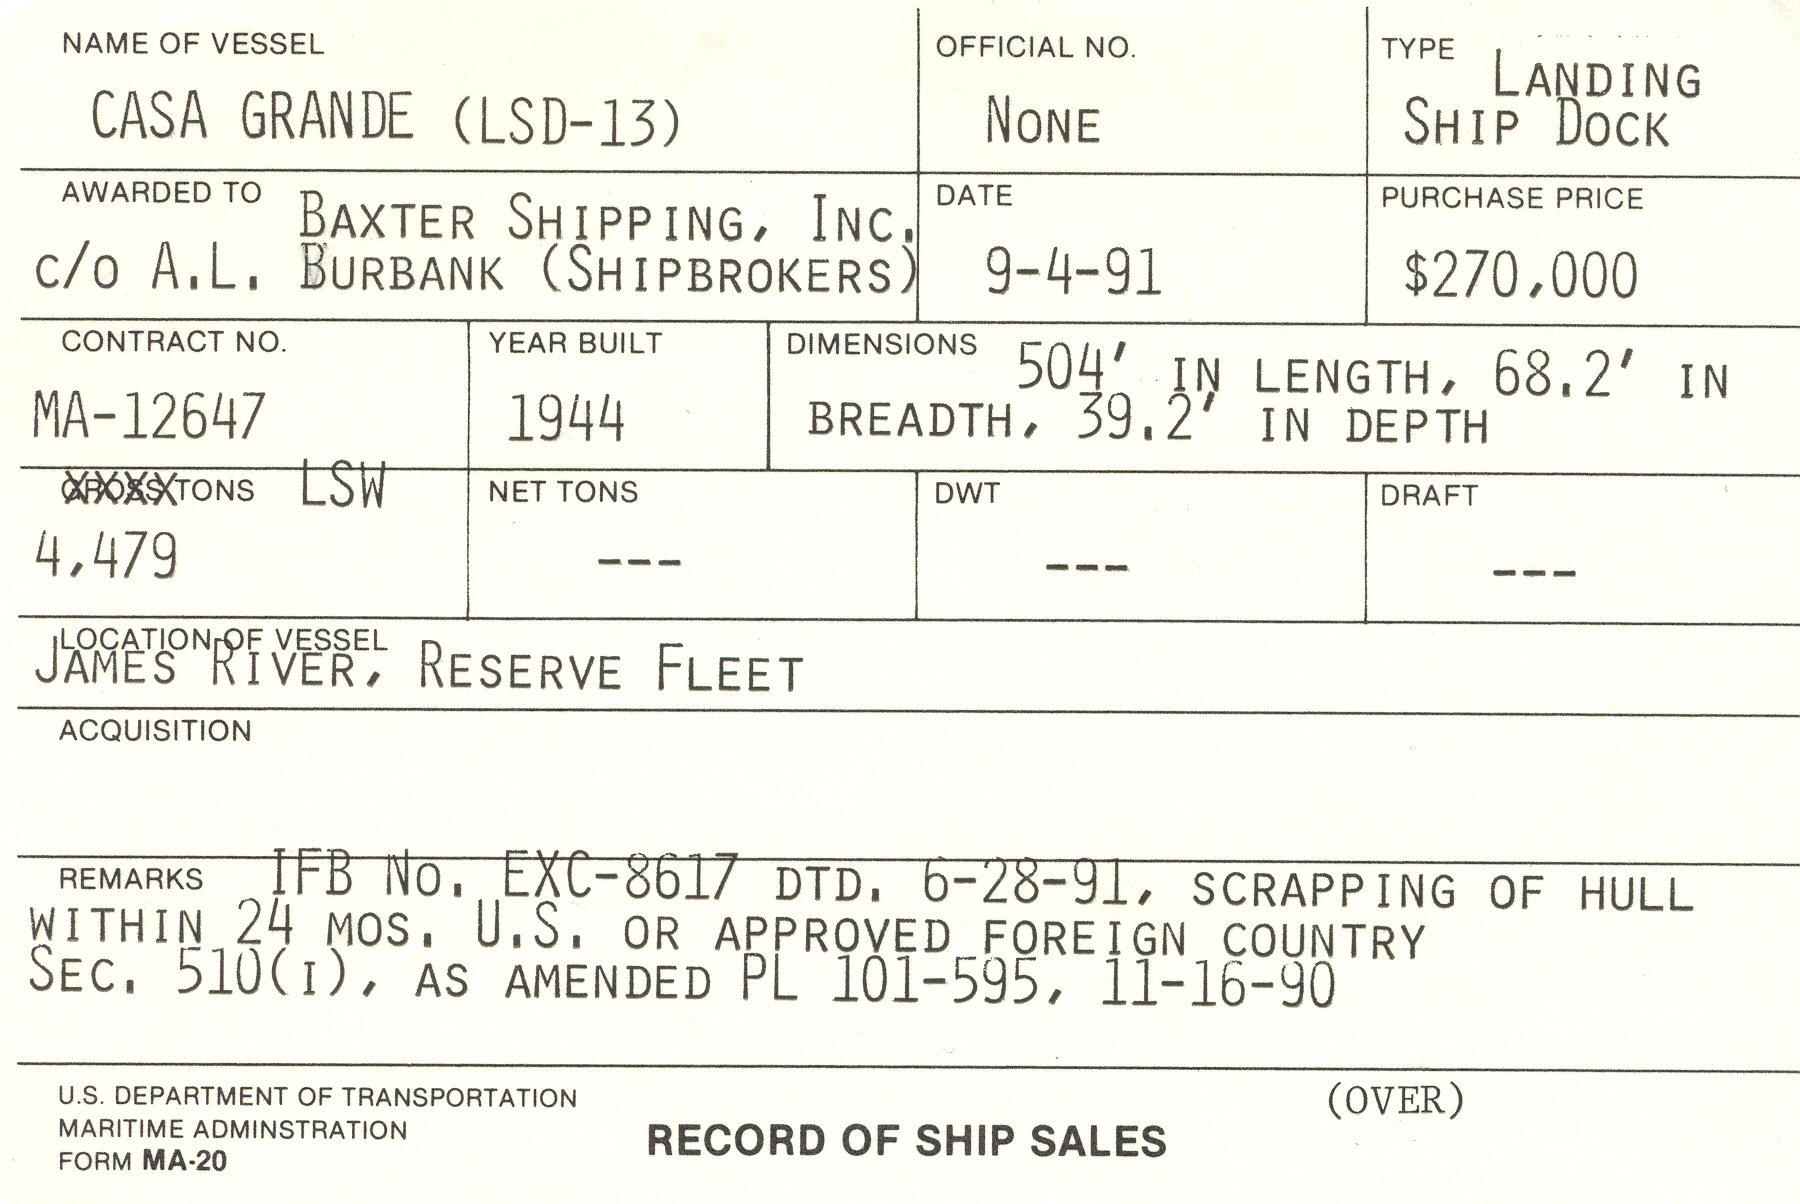 NAME OF VESSEL
CASA GRANDE (LSD-13)
OFFICIAL NO.
NONE
TYPE LANDING
SHIP DOCK
AWARDED TO BAXTER SHIPPING, INC.
c/o A.L. BURBANK (SHIPBROKERS)
DATE
9-4-91
PURCHASE PRICE
$270,000
CONTRACT NO.
MA-12647
YEAR BUILT
1944
DIMENSIONS 504' IN LENGTH, 68.2' IN
BREADTH, 39.2' IN DEPTH
GROSS TONS LSW
4,479
NET TONS
---
DWT
---
DRAFT
---
LOCATION OF VESSEL
JAMES RIVER, RESERVE FLEET
ACQUISITION
REMARKS IFB No. EXC-8617 DTD. 6-28-91, SCRAPPING OF HULL
WITHIN 24 MOS. U.S. OR APPROVED FOREIGN COUNTRY
SEC. 510(I), AS AMENDED PL 101-595, 11-16-90
U.S. DEPARTMENT OF TRANSPORTATION
MARITIME ADMINSTRATION
FORM MA-20
RECORD OF SHIP SALES
(OVER)